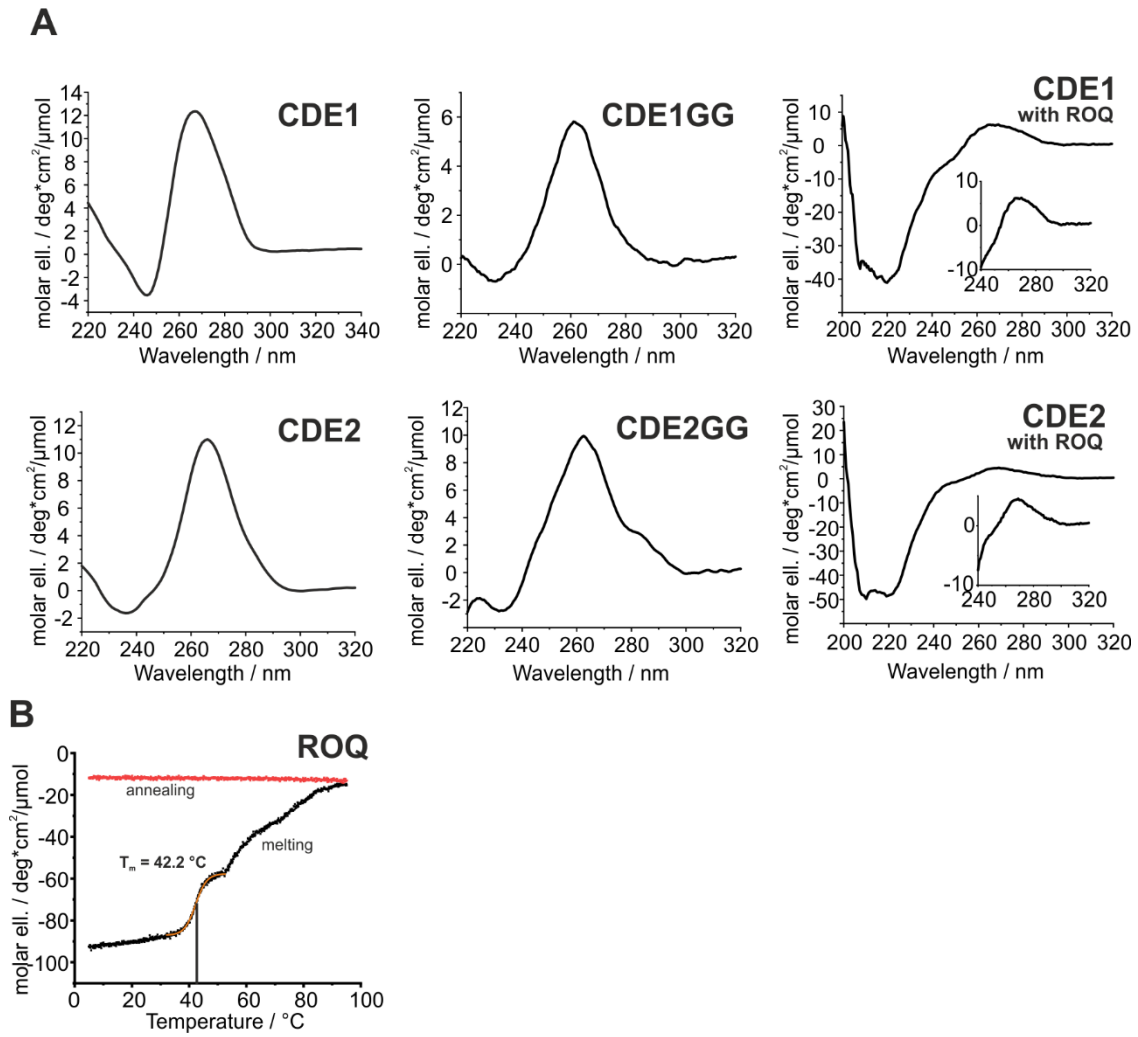 A
CDE1
molar ell. / deg*cm²/µmol
14
12
10
8
6
4
2
0
-2
-4
220 240 260 280 300 320 340
Wavelength / nm
CDE1GG
molar ell. / deg*cm²/µmol
6
4
2
0
220 240 260 280 300 320
Wavelength / nm
CDE1
with ROQ
molar ell. / deg*cm²/µmol
10
0
-10
-20
-30
-40
10
0
-10
240 280 320
200 220 240 260 280 300 320
Wavelength / nm
CDE2
molar ell. / deg*cm²/µmol
12
10
8
6
4
2
0
-2
220 240 260 280 300 320
Wavelength / nm
CDE2GG
molar ell. / deg*cm²/µmol
12
10
8
6
4
2
0
-2
220 240 260 280 300 320
Wavelength / nm
CDE2
with ROQ
molar ell. / deg*cm²/µmol
30
20
10
0
-10
-20
-30
-40
-50
0
-10
240 280 320
200 220 240 260 280 300 320
Wavelength / nm
B
ROQ
molar ell. / deg*cm²/µmol
0
-20
-40
-60
-80
-100
annealing
melting
Tm = 42.2 °C
0 20 40 60 80 100
Temperature / °C